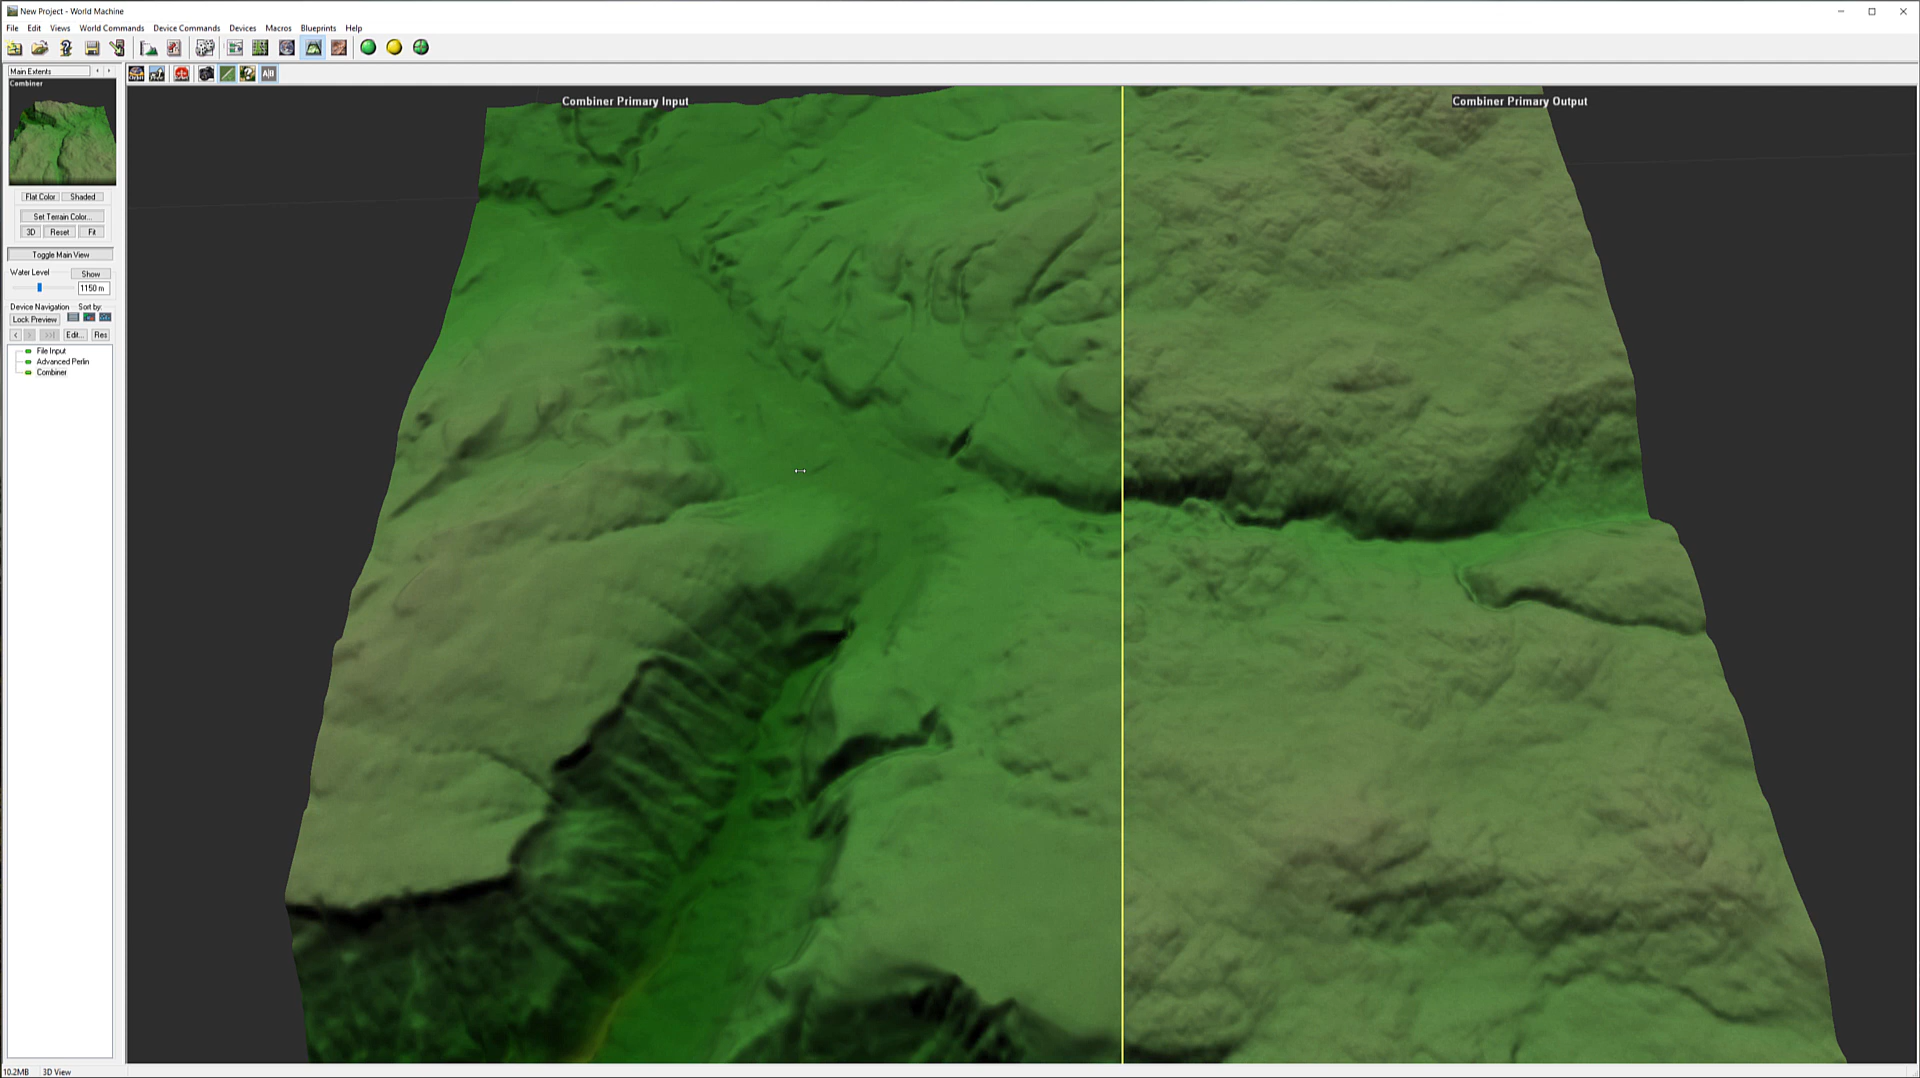 New Project - World Machine
File Edit Views World Commands Device Commands Devices Macros Blueprints Help
Main Extents
Combiner
Flat Color Shaded
Set Terrain Color...
3D Reset Fit
Toggle Main View
Water Level Show
1150 m
Device Navigation Sort by:
Lock Preview
< > >>| Edit... Res
File Input
Advanced Perlin
Combiner
A|B
Combiner Primary Input
Combiner Primary Output
10.2MB 3D View